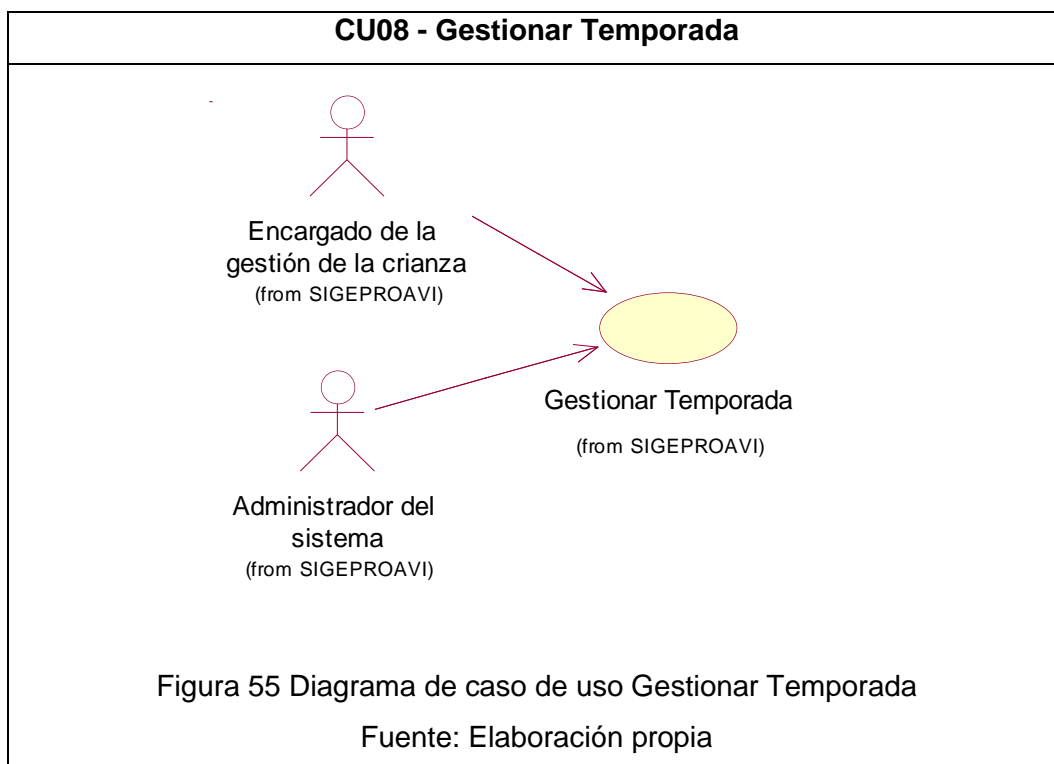 CU08 - Gestionar Temporada
Encargado de la
gestión de la crianza
(from SIGEPROAVI)
Gestionar Temporada
(from SIGEPROAVI)
Administrador del
sistema
(from SIGEPROAVI)
Figura 55 Diagrama de caso de uso Gestionar Temporada
Fuente: Elaboración propia